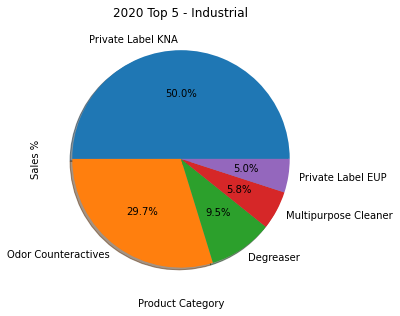 2020 Top 5 - Industrial
Private Label KNA
50.0%
Sales %
5.0%
Private Label EUP
5.8%
29.7%
9.5%
Multipurpose Cleaner
Odor Counteractives
Degreaser
Product Category